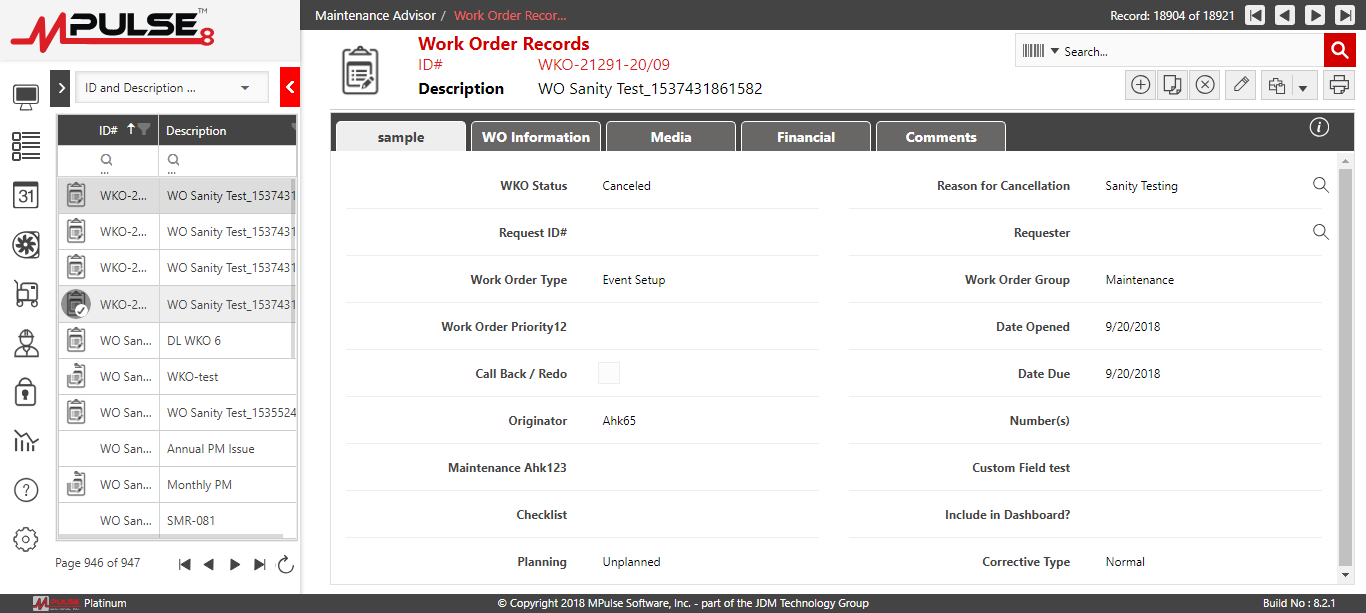 MPULSE 8 ™
Maintenance Advisor / Work Order Recor...
Record: 18904 of 18921
Work Order Records
ID# WKO-21291-20/09
Description WO Sanity Test_1537431861582
Search...
ID and Description ...
ID# Description
...
...
WKO-2... WO Sanity Test_1537431
WKO-2... WO Sanity Test_1537431
WKO-2... WO Sanity Test_1537431
WKO-2... WO Sanity Test_1537431
WO San... DL WKO 6
WO San... WKO-test
WO San... WO Sanity Test_1535524
WO San... Annual PM Issue
WO San... Monthly PM
WO San... SMR-081
Page 946 of 947
31
?
sample WO Information Media Financial Comments
i
WKO Status Canceled Reason for Cancellation Sanity Testing
Request ID# Requester
Work Order Type Event Setup Work Order Group Maintenance
Work Order Priority12 Date Opened 9/20/2018
Call Back / Redo Date Due 9/20/2018
Originator Ahk65 Number(s)
Maintenance Ahk123 Custom Field test
Checklist Include in Dashboard?
Planning Unplanned Corrective Type Normal
MPULSE Platinum
© Copyright 2018 MPulse Software, Inc. - part of the JDM Technology Group
Build No : 8.2.1